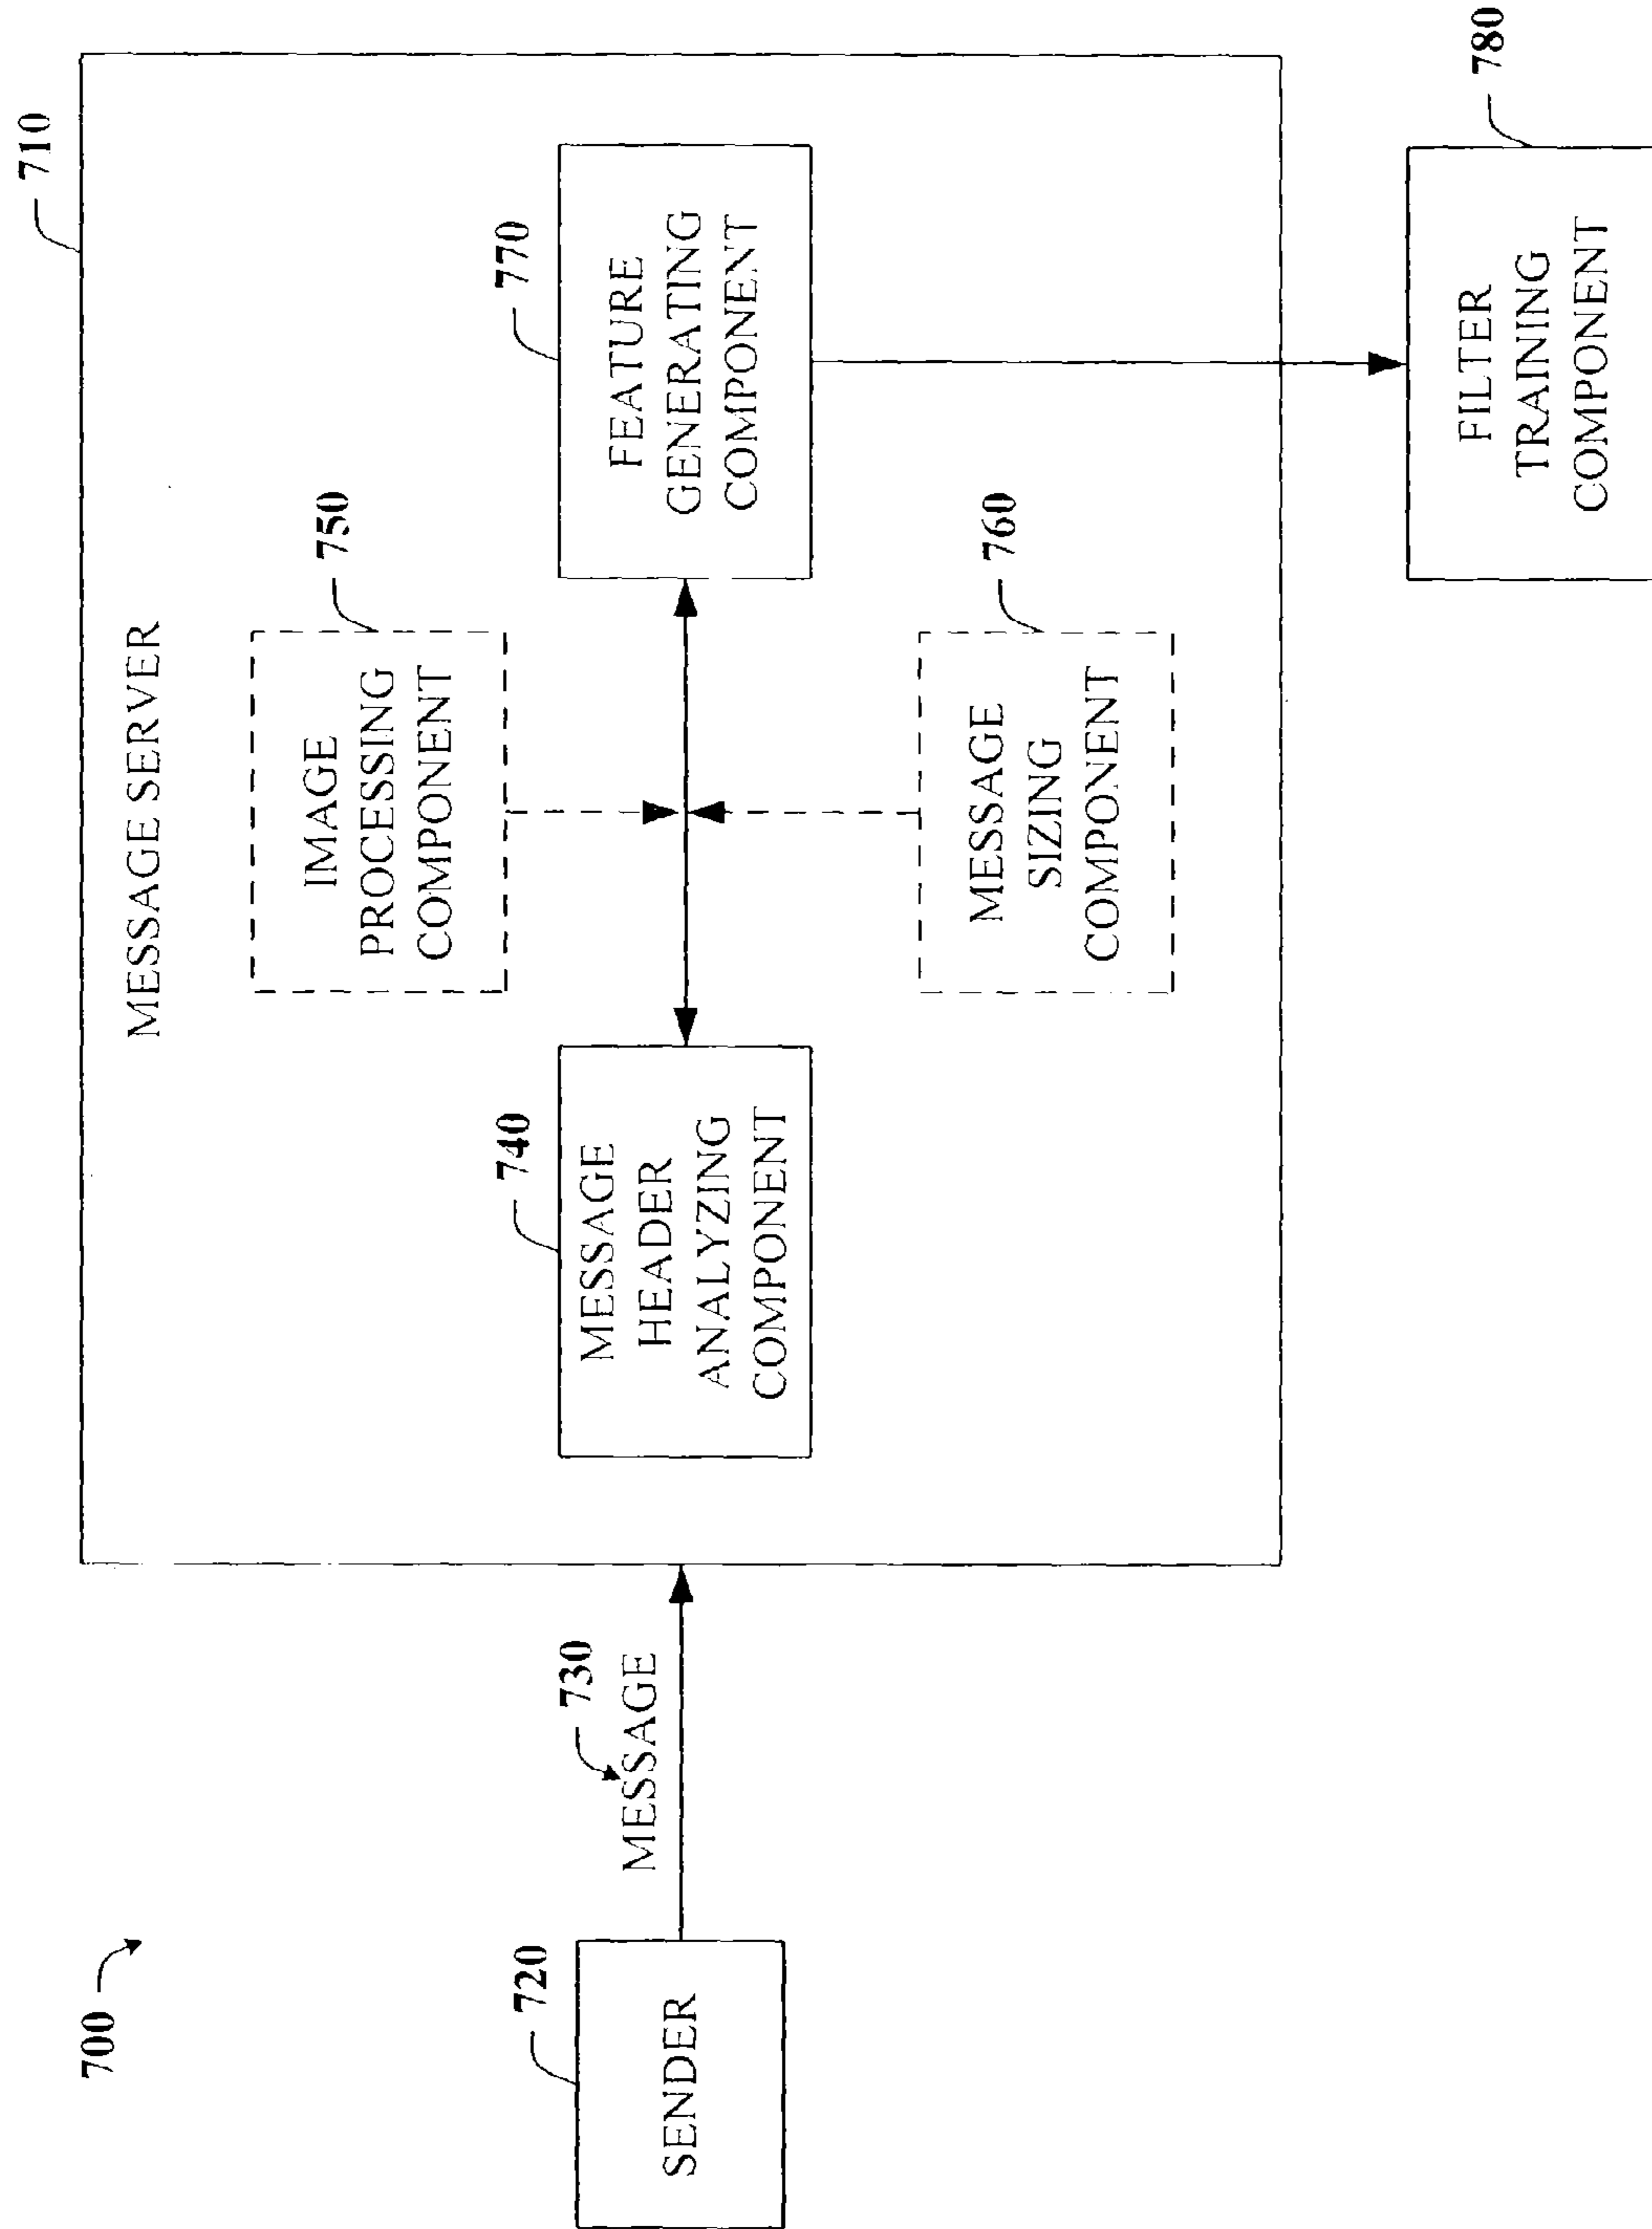 700
710
MESSAGE SERVER
750
IMAGE
PROCESSING
COMPONENT
720
SENDER
730
MESSAGE
740
MESSAGE
HEADER
ANALYZING
COMPONENT
770
FEATURE
GENERATING
COMPONENT
760
MESSAGE
SIZING
COMPONENT
780
FILTER
TRAINING
COMPONENT